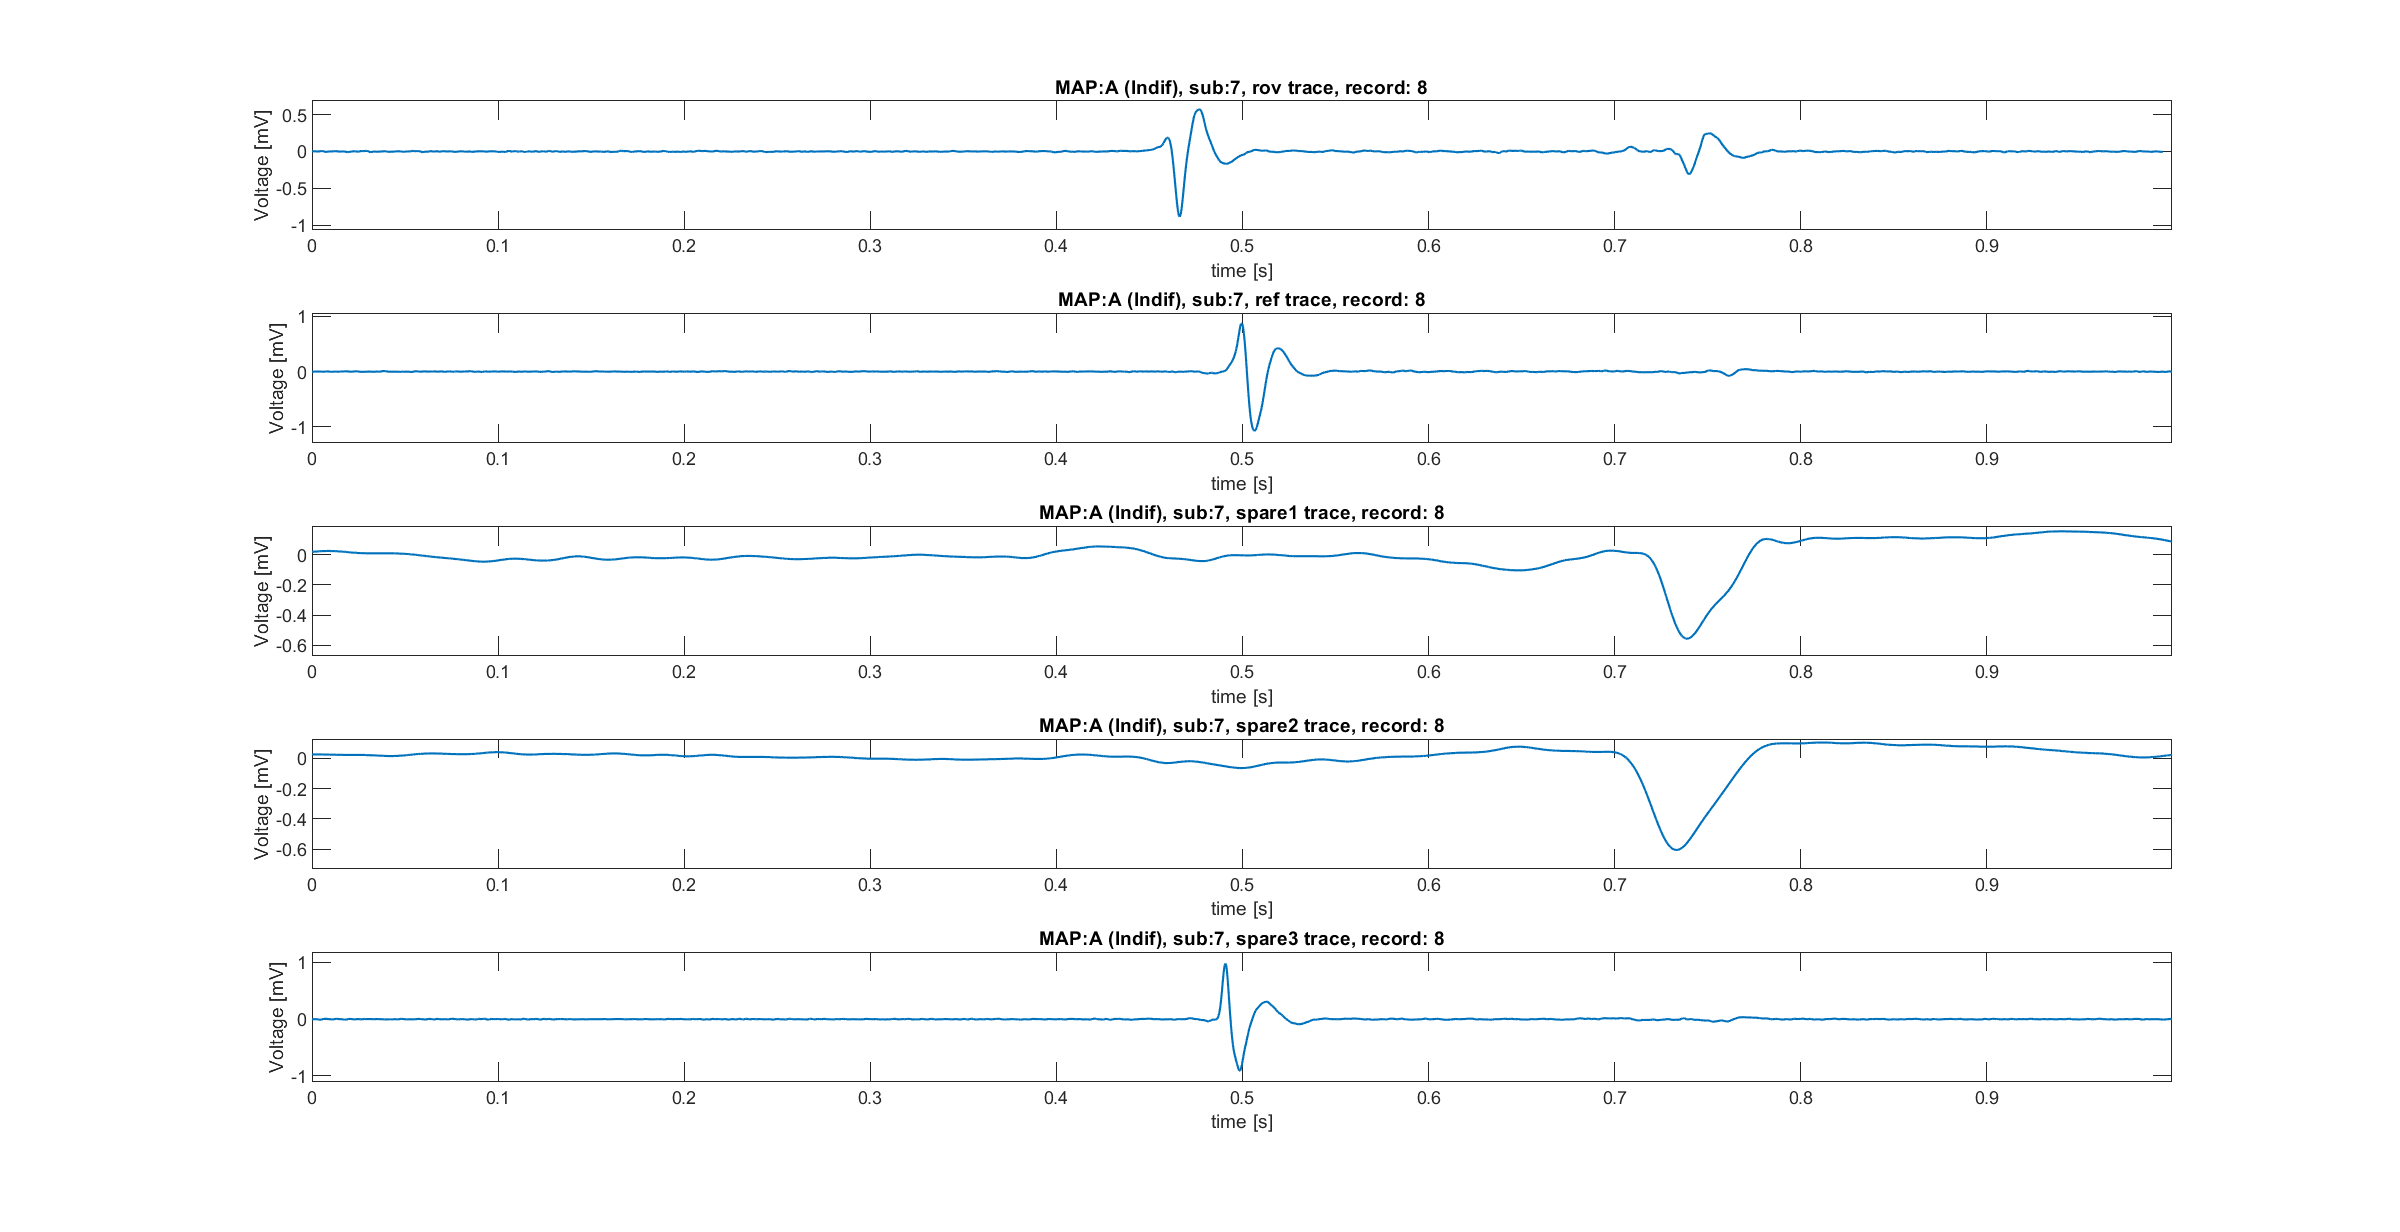 MAP:A (Indif), sub:7, rov trace, record: 8
Voltage [mV]
0.5
0
-0.5
-1
0 0.1 0.2 0.3 0.4 0.5 0.6 0.7 0.8 0.9
time [s]
MAP:A (Indif), sub:7, ref trace, record: 8
Voltage [mV]
1
0
-1
0 0.1 0.2 0.3 0.4 0.5 0.6 0.7 0.8 0.9
time [s]
MAP:A (Indif), sub:7, spare1 trace, record: 8
Voltage [mV]
0
-0.2
-0.4
-0.6
0 0.1 0.2 0.3 0.4 0.5 0.6 0.7 0.8 0.9
time [s]
MAP:A (Indif), sub:7, spare2 trace, record: 8
Voltage [mV]
0
-0.2
-0.4
-0.6
0 0.1 0.2 0.3 0.4 0.5 0.6 0.7 0.8 0.9
time [s]
MAP:A (Indif), sub:7, spare3 trace, record: 8
Voltage [mV]
1
0
-1
0 0.1 0.2 0.3 0.4 0.5 0.6 0.7 0.8 0.9
time [s]